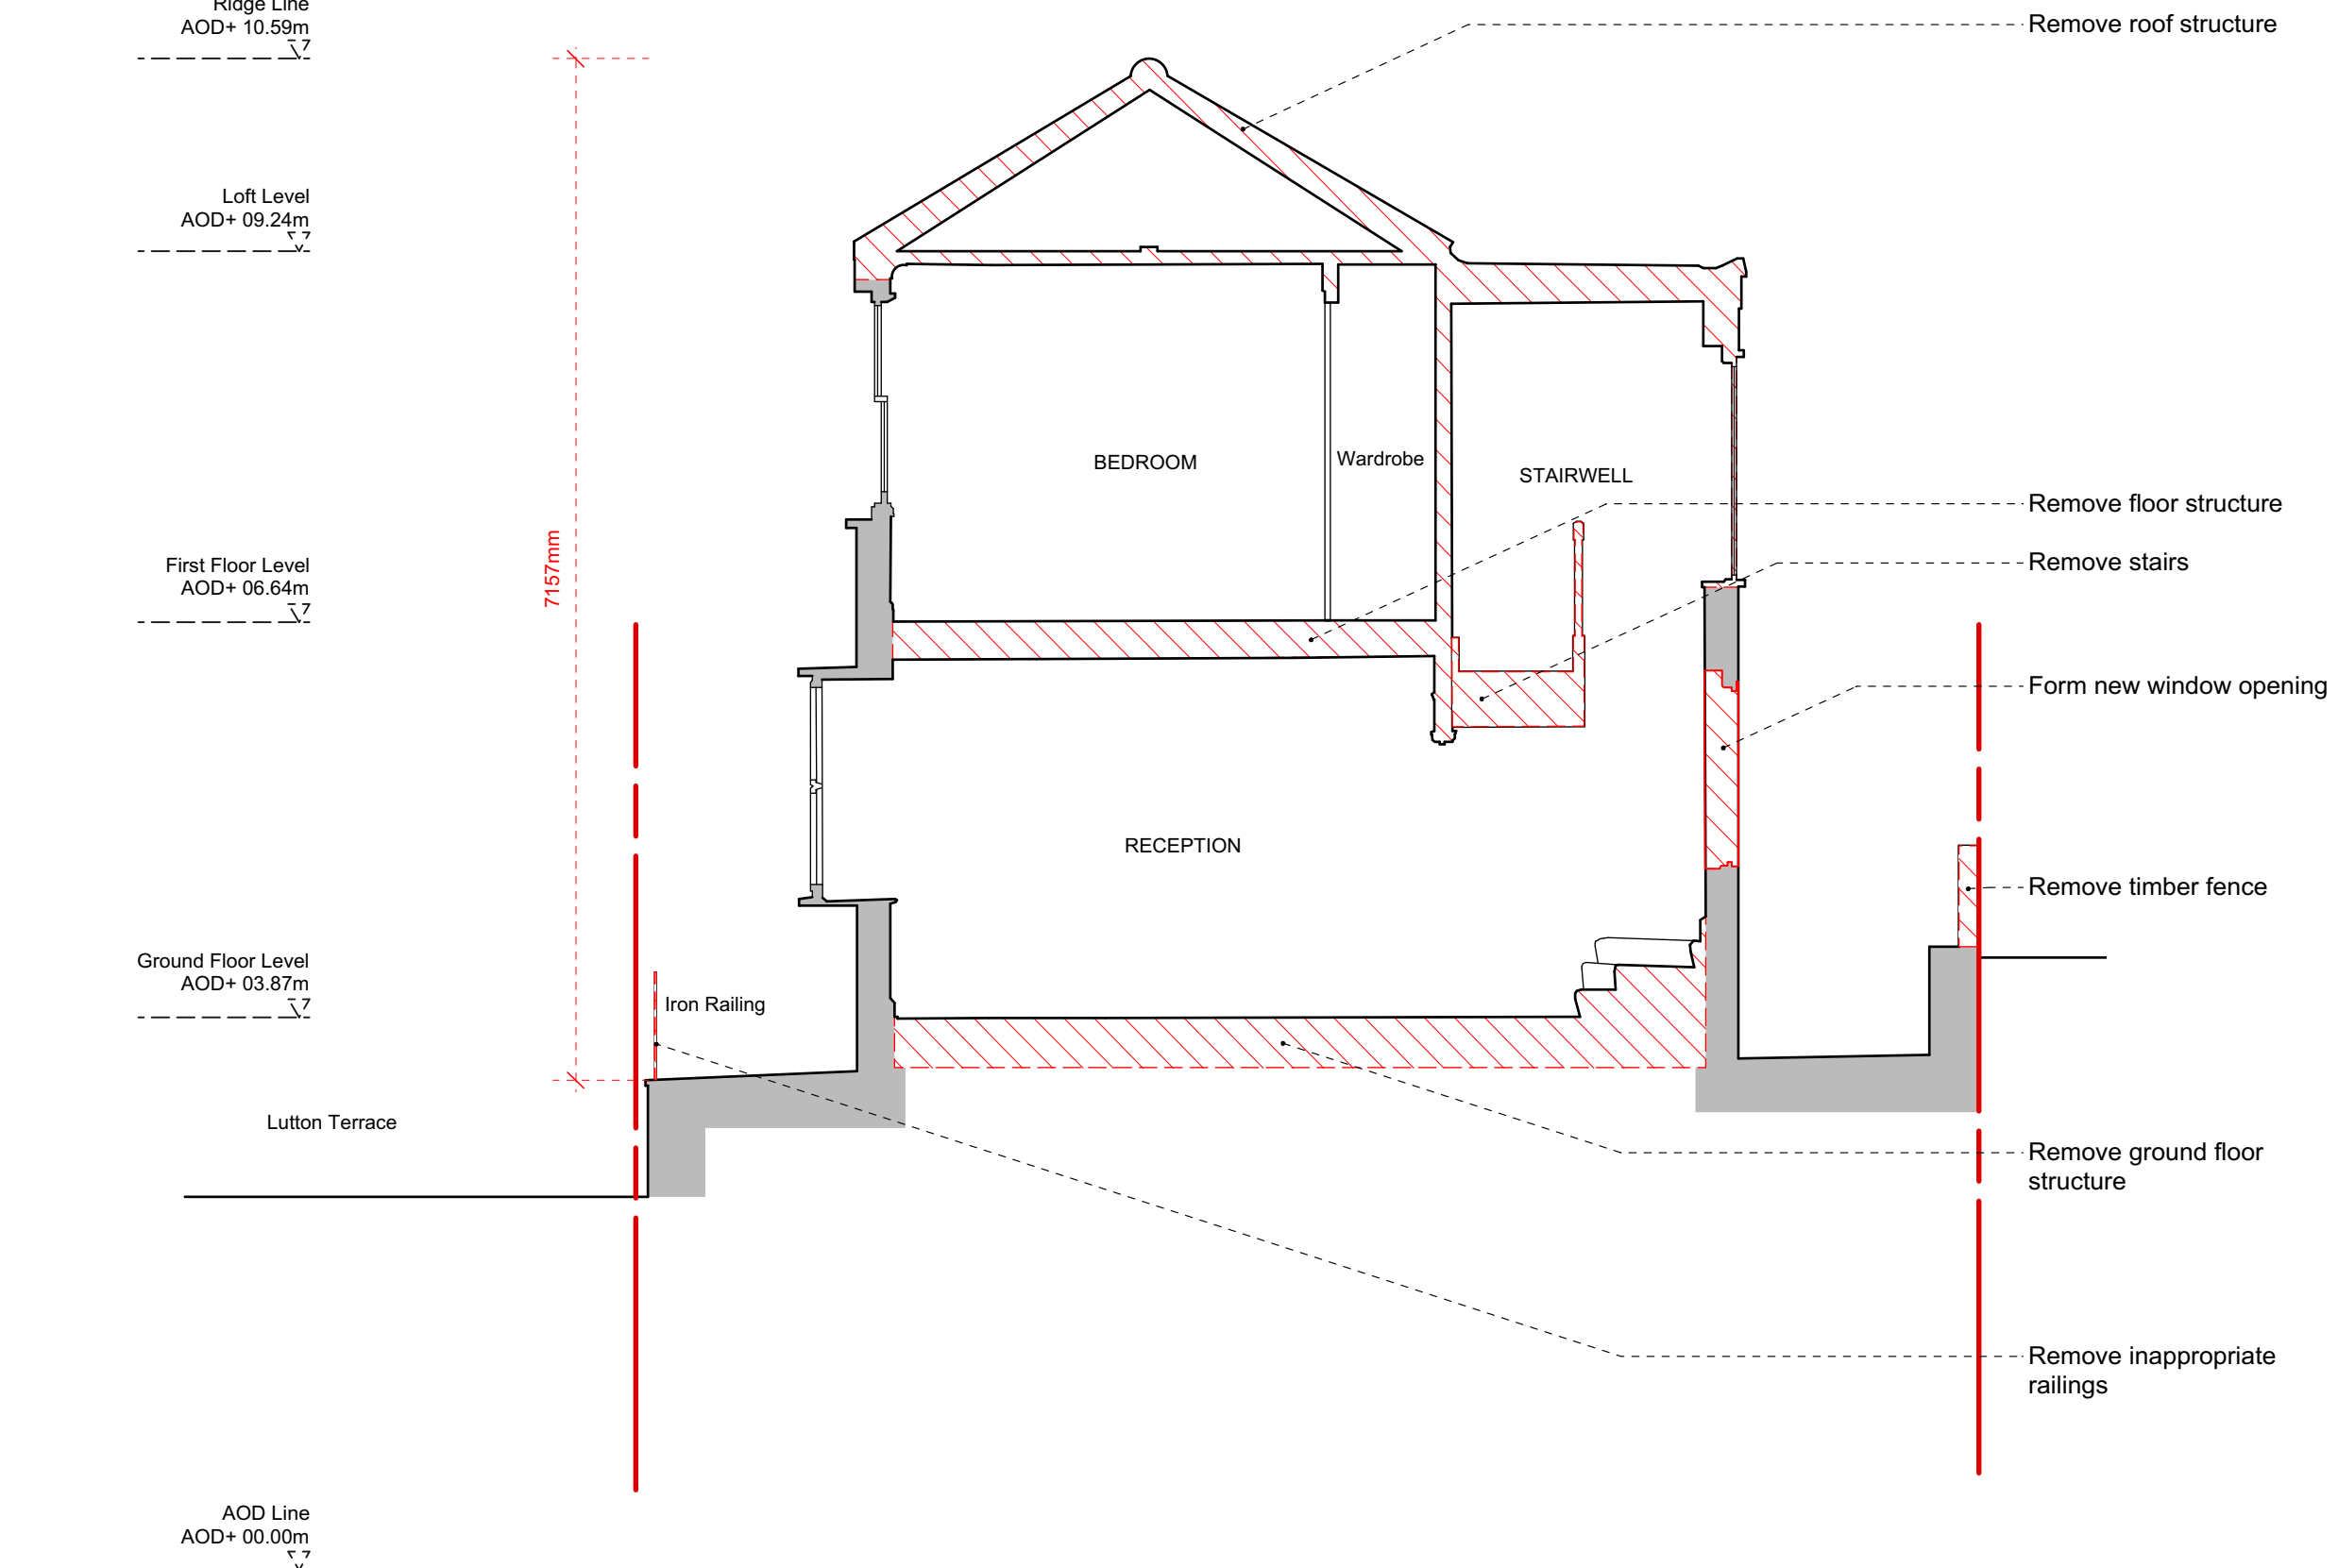 Ridge Line
AOD+ 10.59m
Remove roof structure
Loft Level
AOD+ 09.24m
BEDROOM
Wardrobe
STAIRWELL
Remove floor structure
First Floor Level
AOD+ 06.64m
7157mm
Remove stairs
Form new window opening
RECEPTION
Remove timber fence
Ground Floor Level
AOD+ 03.87m
Iron Railing
Lutton Terrace
Remove ground floor
structure
Remove inappropriate
railings
AOD Line
AOD+ 00.00m